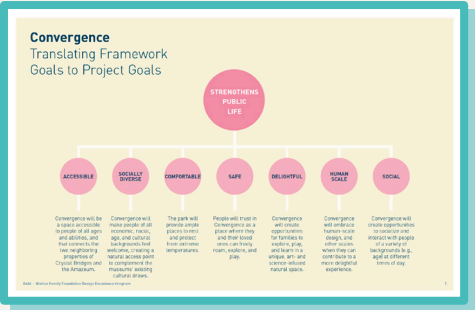 Convergence
Translating Framework
Goals to Project Goals
STRENGTHENS
PUBLIC
LIFE
ACCESSIBLE
SOCIALLY
DIVERSE
COMFORTABLE
SAFE
DELIGHTFUL
HUMAN
SCALE
SOCIAL
Convergence will be
a space accessible
to people of all ages
and abilities, and
that connects the
two neighboring
properties of
Crystal Bridges and
the Amazeum.
Convergence will
make people of all
economic, racial,
age, and cultural
backgrounds feel
welcome, creating a
natural access point
to complement the
museums' existing
cultural draws.
The park will
provide ample
places to rest and
protect
from extreme
temperatures.
People will trust in
Convergence as a
place where they
and their loved
ones can freely
roam, explore, and
play.
Convergence
will create
opportunities
for families to
explore, play,
and learn in a
unique, art- and
science-infused
natural space.
Convergence
will embrace
human-scale
design, and
other scales
when they can
contribute to a
more delightful
experience.
Convergence will
create opportunities
to socialize and
interact with people
of a variety of
backgrounds (e.g.,
age) at different
times of day.
Walton Family Foundation Design Excellence Program